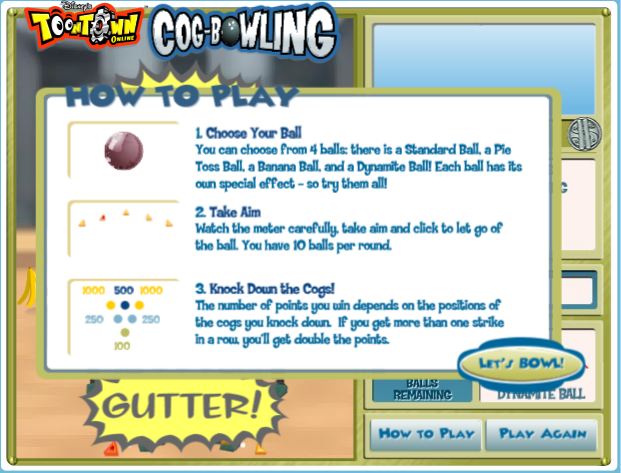 Disney's
TOONTOWN
ONLINE
COG-BOWLING
HOW TO PLAY
1. Choose Your Ball
You can choose from 4 balls: there is a Standard Ball, a Pie
Toss Ball, a Banana Ball, and a Dynamite Ball! Each ball has its
own special effect - so try them all!
2. Take Aim
Watch the meter carefully, take aim and click to let go of
the ball. You have 10 balls per round.
1000 500 1000
250 250
100
3. Knock Down the Cogs!
The number of points you win depends on the positions of
the cogs you knock down. If you get more than one strike
in a row, you'll get double the points.
LET'S BOWL!
GUTTER!
BALLS
REMAINING
DYNAMITE BALL
HOW TO PLAY
PLAY AGAIN